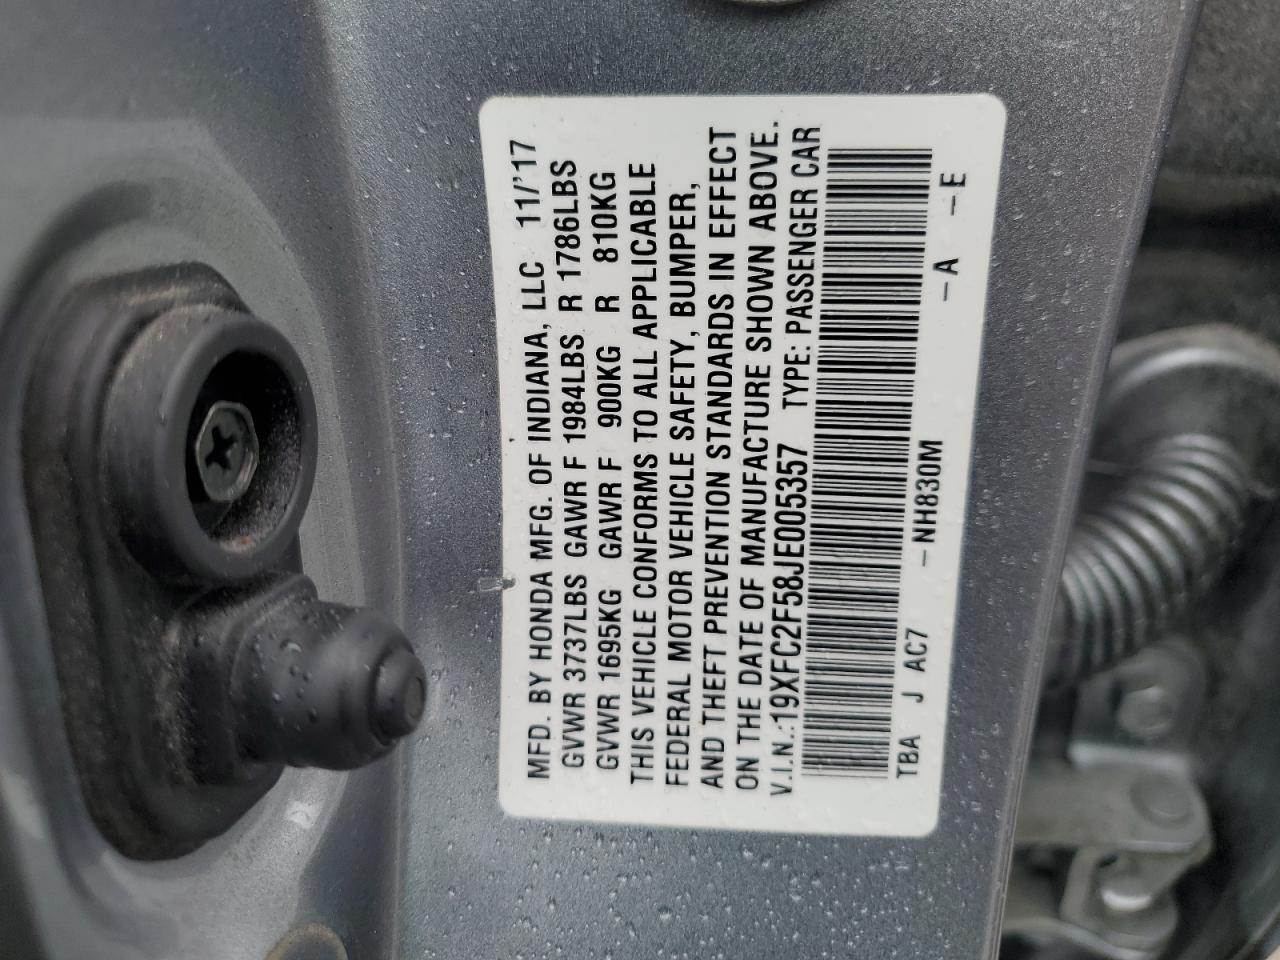 MFD. BY HONDA MFG. OF INDIANA, LLC 11/'17
GVWR 3737LBS GAWR F 1984LBS R 1786LBS
GVWR 1695KG GAWR F 900KG R 810KG
THIS VEHICLE CONFORMS TO ALL APPLICABLE
FEDERAL MOTOR VEHICLE SAFETY, BUMPER,
AND THEFT PREVENTION STANDARDS IN EFFECT
ON THE DATE OF MANUFACTURE SHOWN ABOVE.
V.I.N.:19XFC2F58JE005357 TYPE: PASSENGER CAR
TBA J AC7 -NH830M -A -E